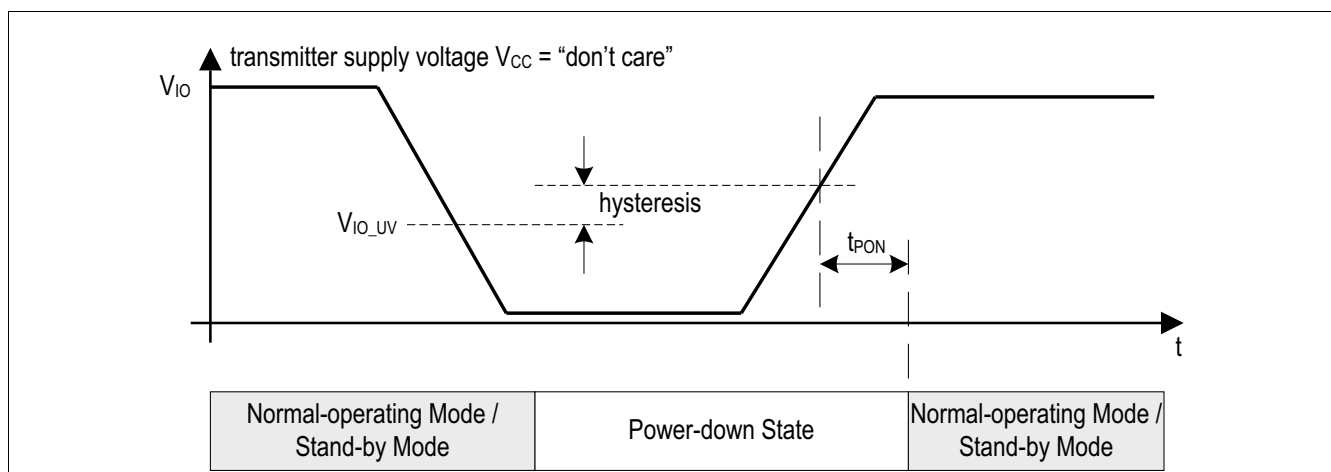 transmitter supply voltage VCC = “don’t care”
VIO
hysteresis
VIO_UV
tPON
t
Normal-operating Mode /
Stand-by Mode
Power-down State
Normal-operating Mode /
Stand-by Mode